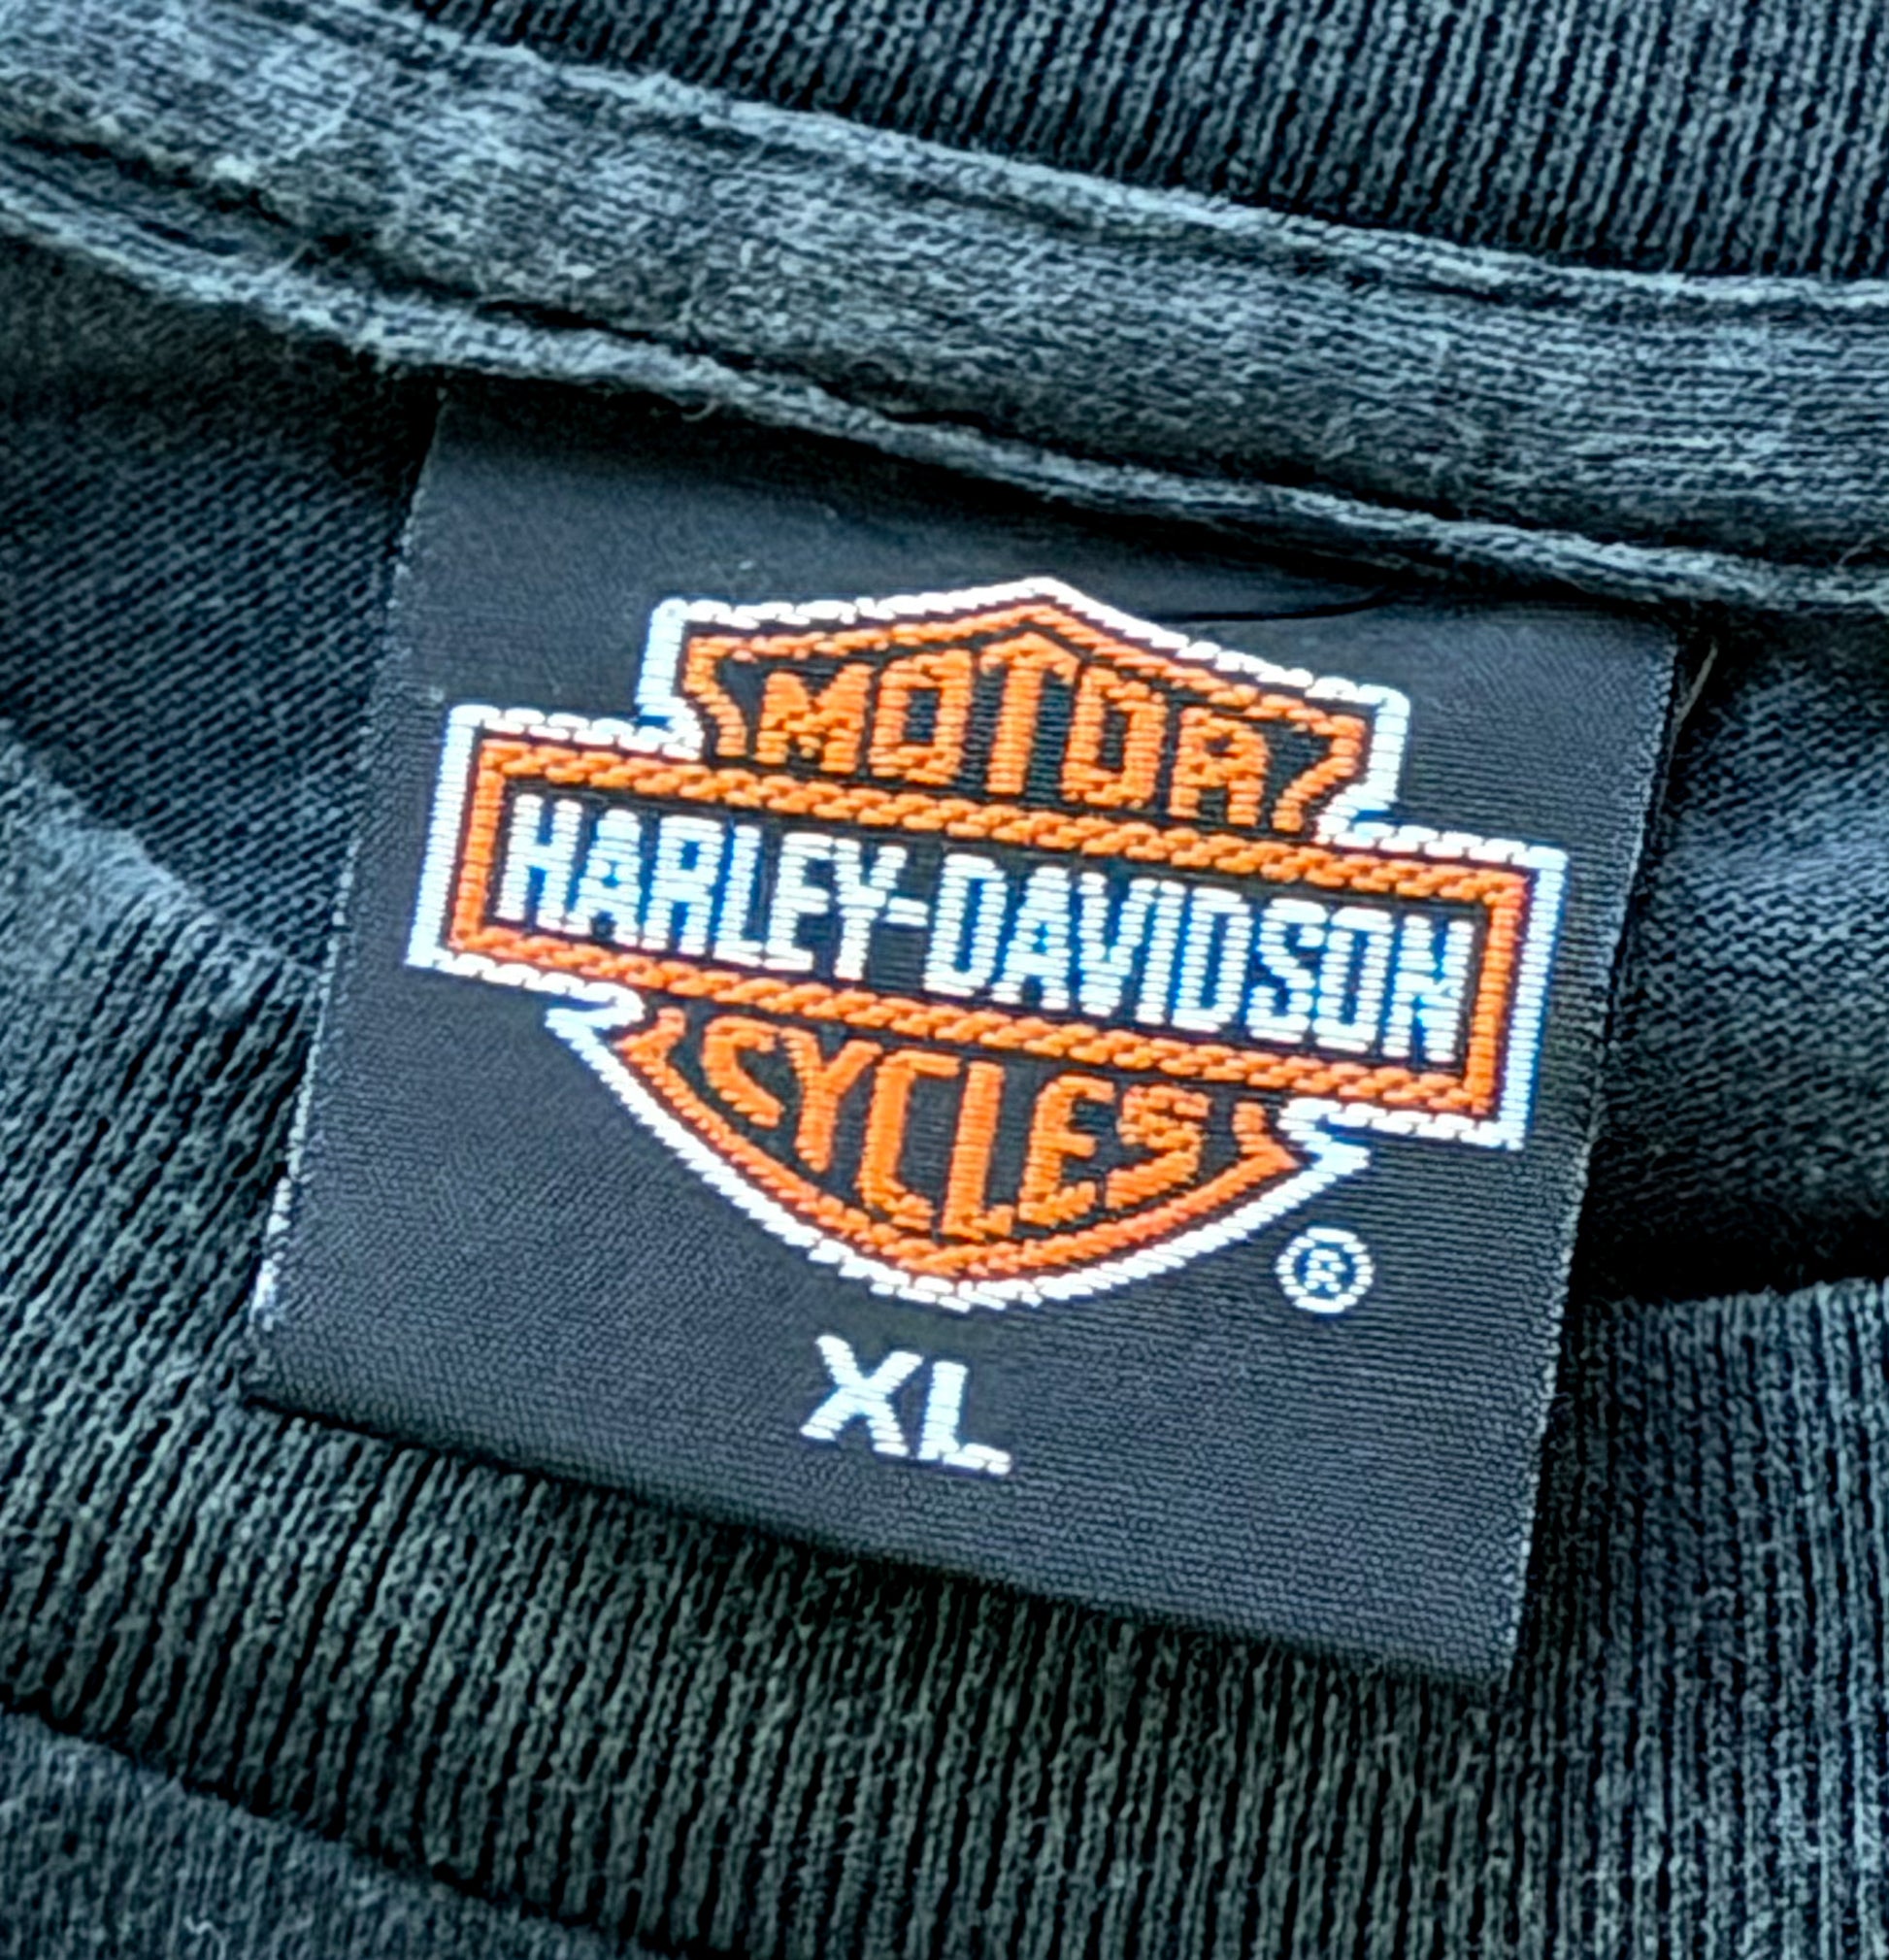 MOTOR
HARLEY-DAVIDSON
CYCLES
®
XL